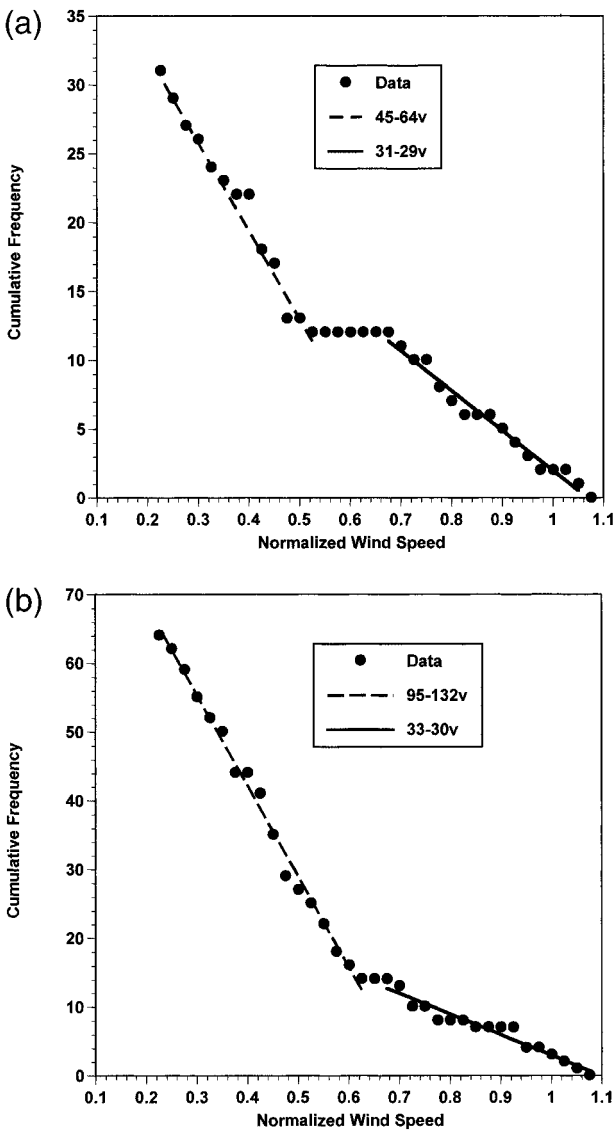 (a)
35
30
25
20
15
10
5
0
Cumulative Frequency
Data
45-64v
31-29v
0.1 0.2 0.3 0.4 0.5 0.6 0.7 0.8 0.9 1 1.1
Normalized Wind Speed
(b)
70
60
50
40
30
20
10
0
Cumulative Frequency
Data
95-132v
33-30v
0.1 0.2 0.3 0.4 0.5 0.6 0.7 0.8 0.9 1.0 1.1
Normalized Wind Speed